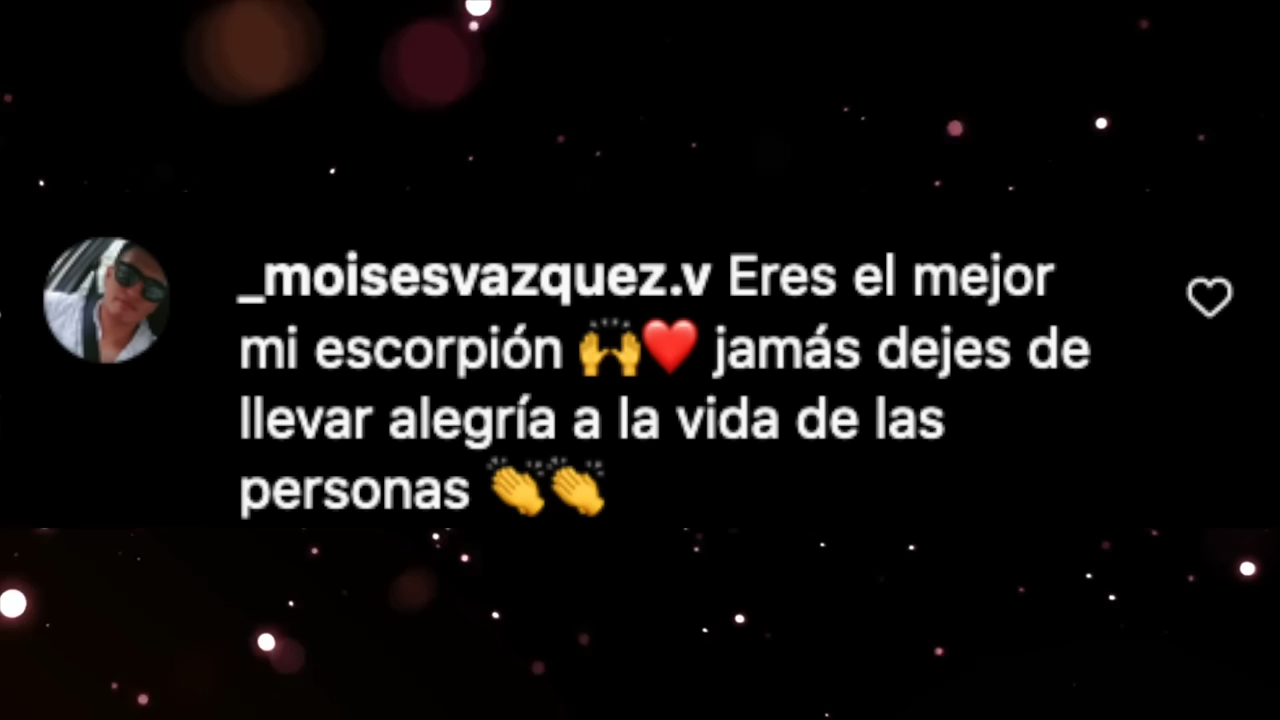 _moisesvazquez.v Eres el mejor
mi escorpión 🙌❤️ jamás dejes de
llevar alegría a la vida de las
personas 👏👏